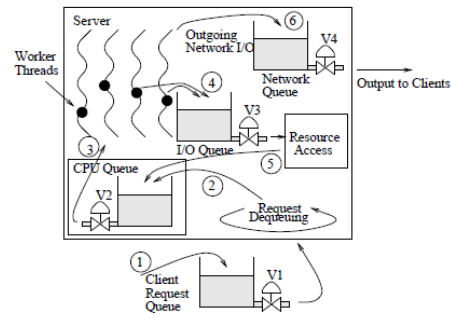 Server
6
Outgoing
Network I/O
V4
Worker
Threads
4
Network
Queue
Output to Clients
V3
3
I/O Queue
Resource
Access
CPU Queue
5
V2
2
Request
Dequeuing
1
Client
Request
Queue
V1